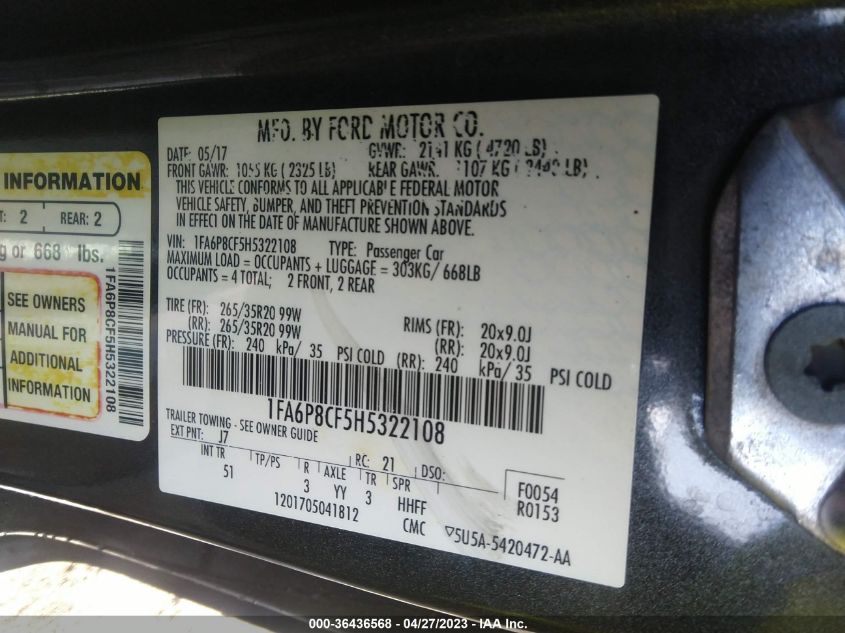 MFD. BY FORD MOTOR CO.
DATE: 05/17 GVWR: 2141 KG ( 4720 LB)
FRONT GAWR: 1055 KG ( 2325 LB) REAR GAWR: 1107 KG ( LB)
THIS VEHICLE CONFORMS TO ALL APPLICABLE FEDERAL MOTOR
VEHICLE SAFETY, BUMPER, AND THEFT PREVENTION STANDARDS
IN EFFECT ON THE DATE OF MANUFACTURE SHOWN ABOVE.
VIN: 1FA6P8CF5H5322108 TYPE: Passenger Car
MAXIMUM LOAD = OCCUPANTS + LUGGAGE = 303KG/ 668LB
OCCUPANTS = 4 TOTAL; 2 FRONT, 2 REAR
TIRE (FR): 265/35R20 99W RIMS (FR): 20x9.0J
(RR): 265/35R20 99W (RR): 20x9.0J
PRESSURE (FR): 240 kPa/ 35 PSI COLD (RR): 240 kPa/ 35 PSI COLD
1FA6P8CF5H5322108
TRAILER TOWING - SEE OWNER GUIDE
EXT PNT: J7 RC: 21 DSO:
INT TR TP/PS R AXLE TR SPR F0054
51 3 YY 3 HHFF R0153
1201705041812 CMC ▽5U5A-5420472-AA
INFORMATION
2 REAR: 2
or 668 lbs.
SEE OWNERS
MANUAL FOR
ADDITIONAL
INFORMATION
1FA6P8CF5H5322108
000-36436568 - 04/27/2023 - IAA Inc.